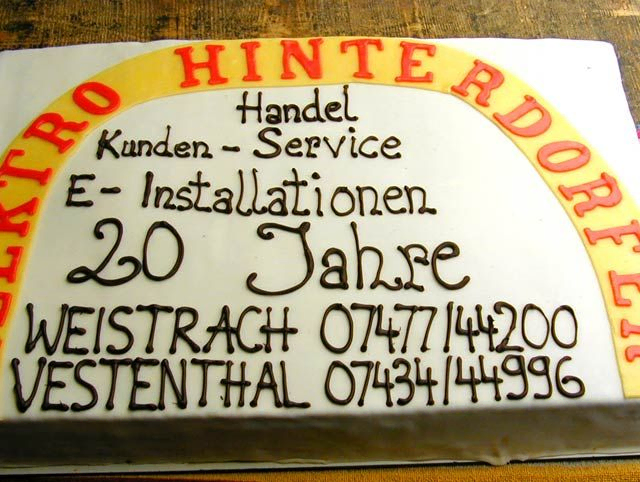 ELEKTRO HINTERDORFER
Handel
Kunden - Service
E - Installationen
20 Jahre
WEISTRACH 07477/44200
VESTENTHAL 07434/44996